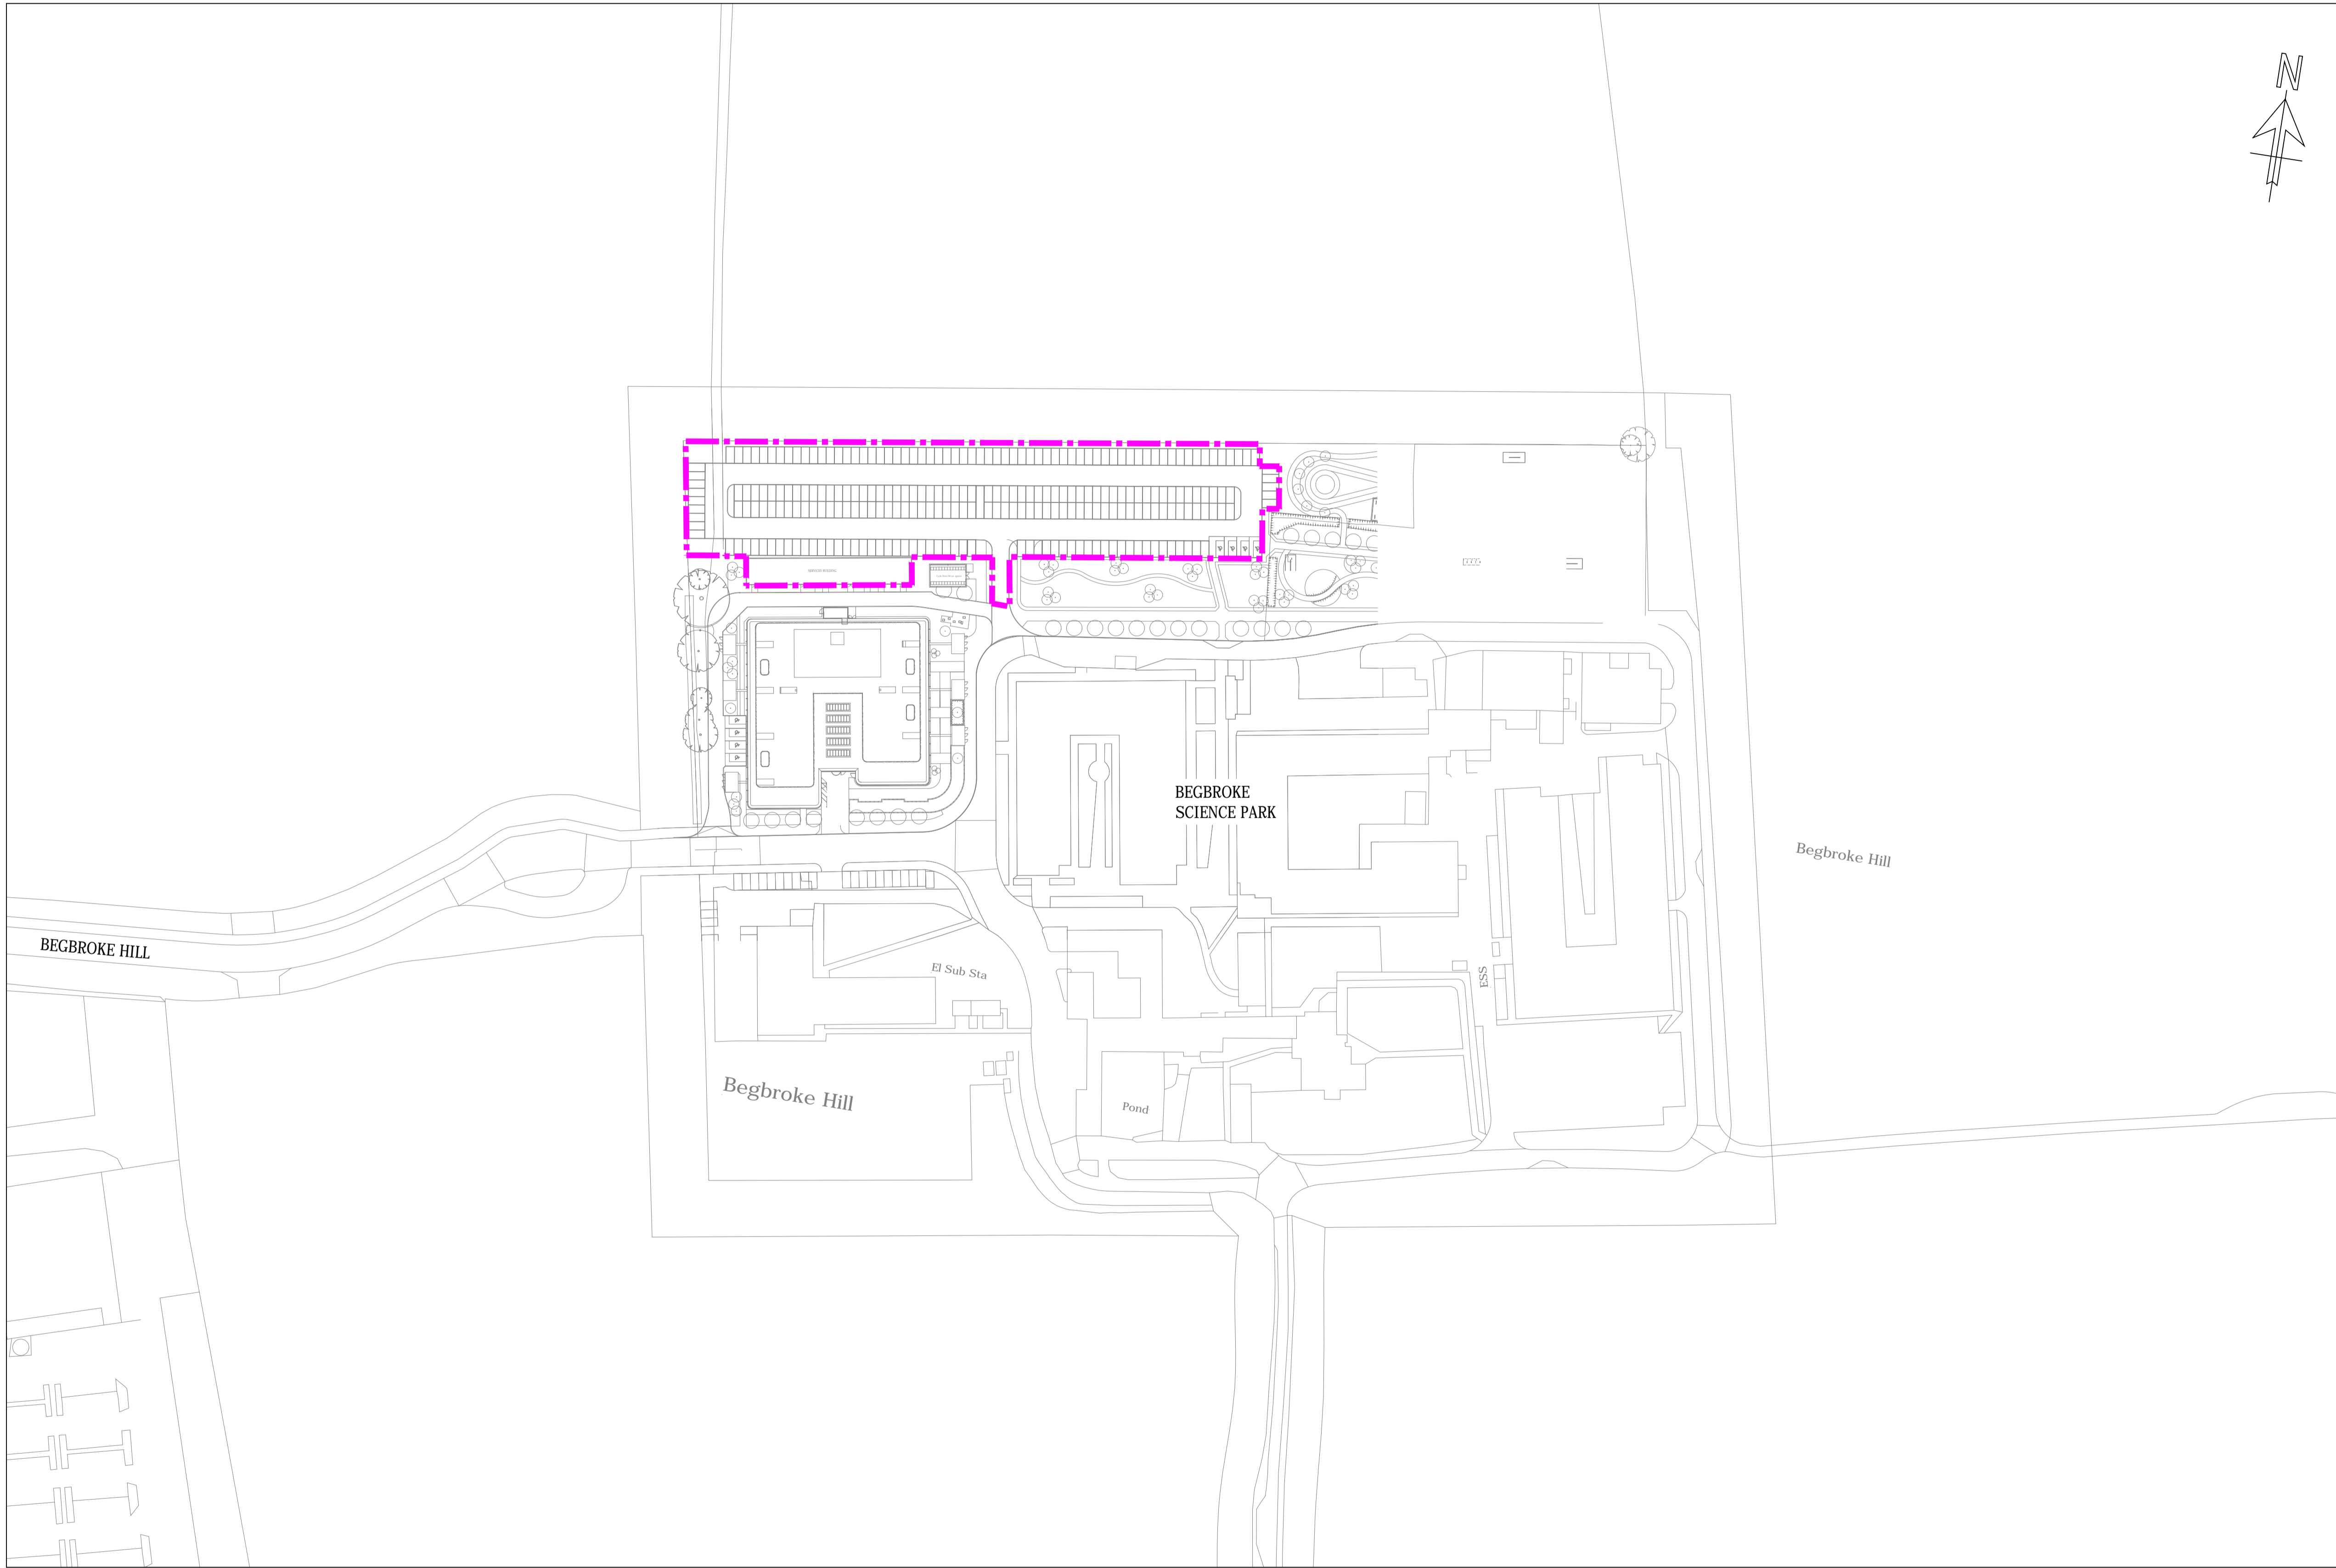 N
BEGBROKE
SCIENCE PARK
Begbroke Hill
BEGBROKE HILL
El Sub Sta
ESS
Begbroke Hill
Pond